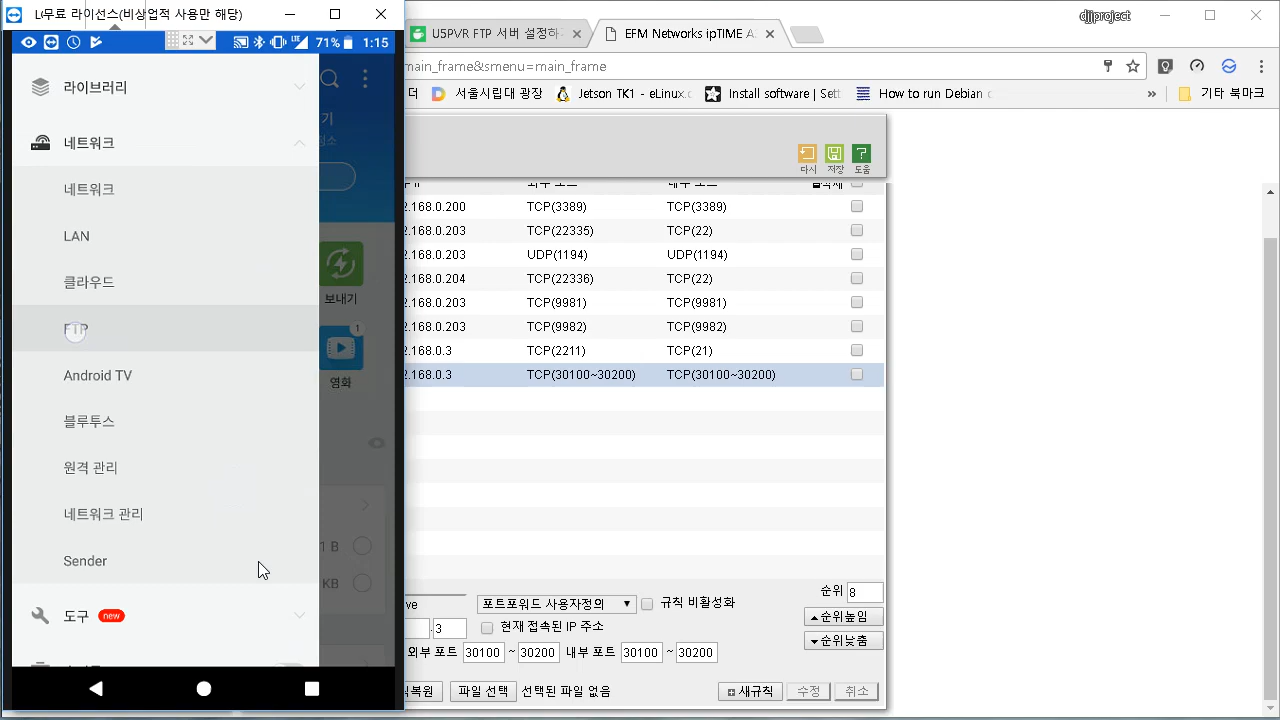 L(무료 라이선스(비상업적 사용만 해당)
LTE 71% 1:15
라이브러리
네트워크
네트워크
LAN
클라우드
FTP
Android TV
블루투스
원격 관리
네트워크 관리
Sender
도구 new
기
보내기
1
영화
1 B
KB
U5PVR FTP 서버 설정하
EFM Networks ipTIME A
djjproject
main_frame&smenu=main_frame
더
서울시립대 광운
Jetson TK1 - eLinux.o
Install software | Sett
How to run Debian
»
기타 북마크
다시 저장 도움
2.168.0.200 TCP(3389) TCP(3389)
2.168.0.203 TCP(22335) TCP(22)
2.168.0.203 UDP(1194) UDP(1194)
2.168.0.204 TCP(22336) TCP(22)
2.168.0.203 TCP(9981) TCP(9981)
2.168.0.203 TCP(9982) TCP(9982)
2.168.0.3 TCP(2211) TCP(21)
2.168.0.3 TCP(30100~30200) TCP(30100~30200)
ve 포트포워드 사용자정의 규칙 비활성화
순위 8
순위높임
.3 현재 접속된 IP 주소
순위낮춤
외부 포트 30100 ~ 30200 내부 포트 30100 ~ 30200
칙복원 파일 선택 선택된 파일 없음 새규칙 수정 취소